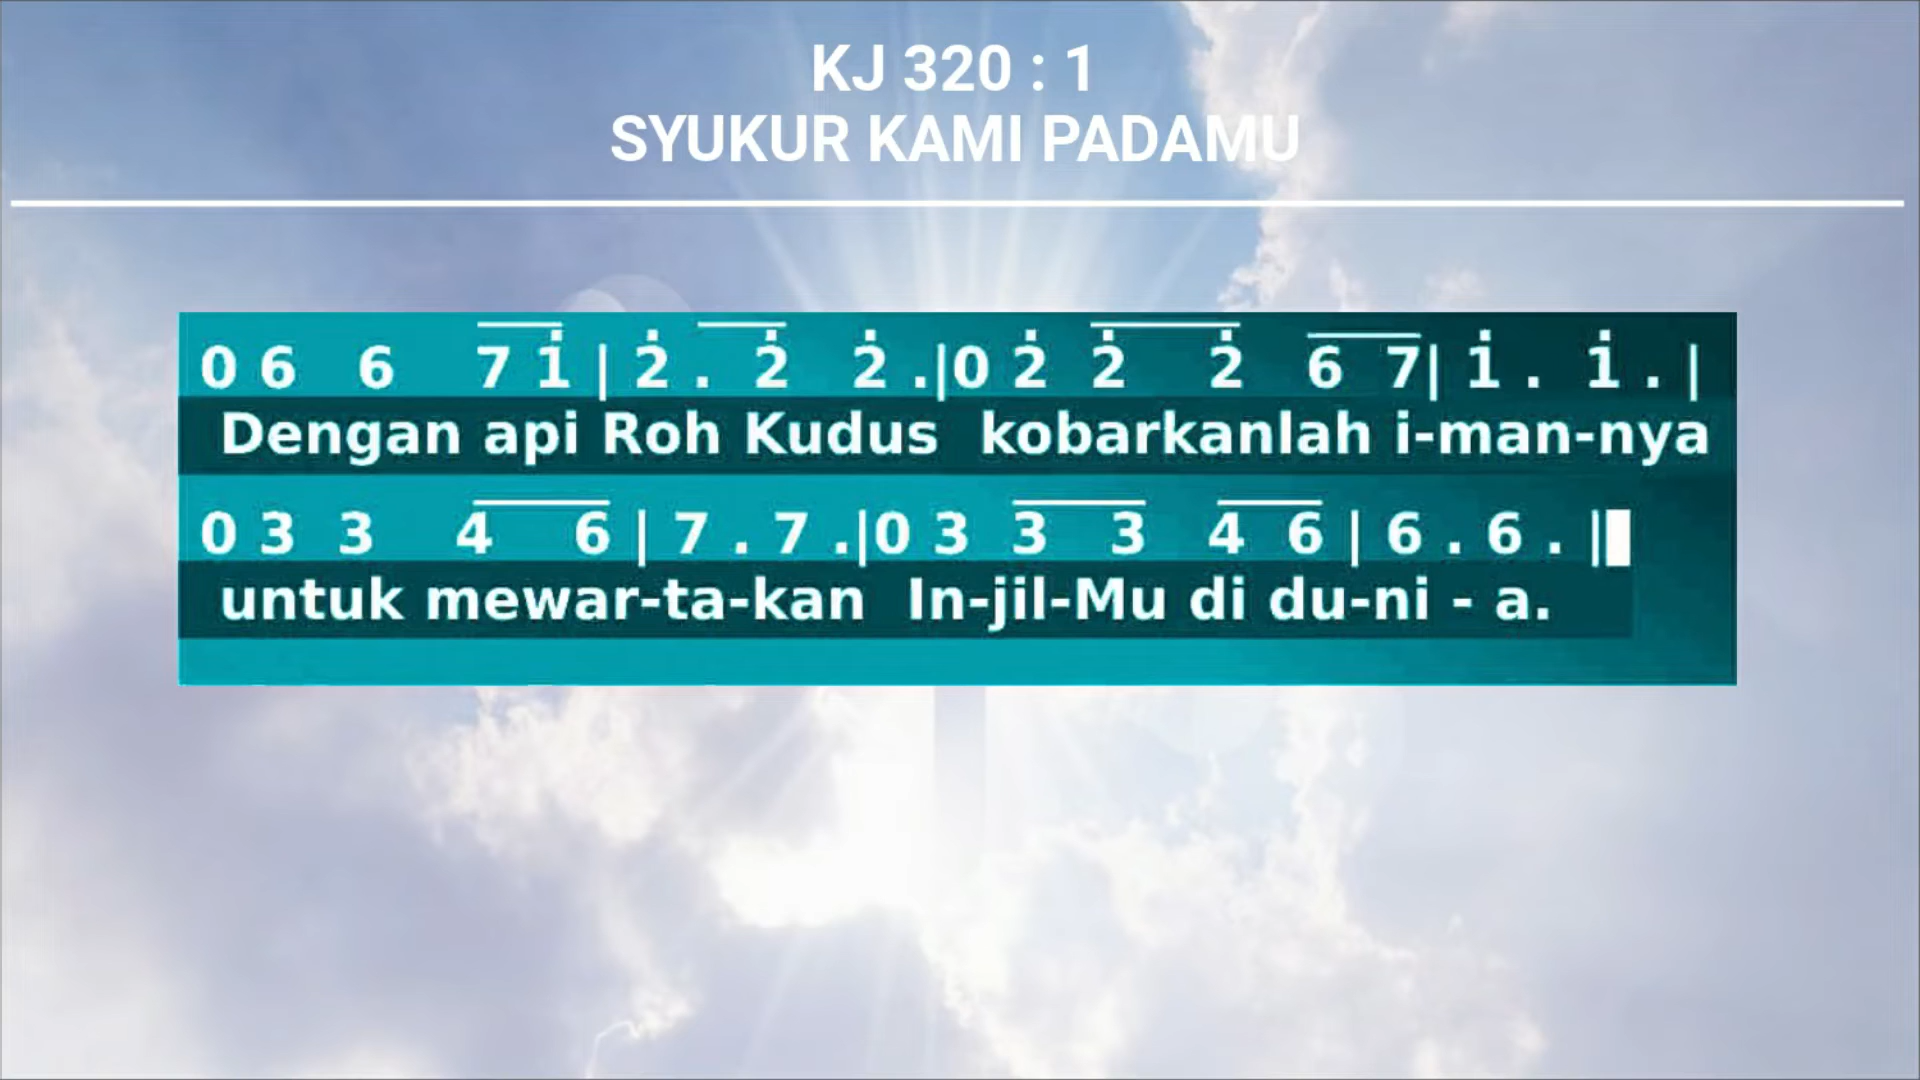 KJ 320 : 1
SYUKUR KAMI PADAMU
0 6 6 7̅ 1̅̇ | 2̇ .̅ 2̅̇ 2̇ .|0 2̇ 2̅̇ 2̅̇ 6̅ 7̅| 1̇ . 1̇ . |
Dengan api Roh Kudus kobarkanlah i-man-nya
0 3 3 4̅ 6̅ | 7 . 7 .|0 3 3̅ 3̅ 4̅ 6̅ | 6 . 6 . |
untuk mewar-ta-kan In-jil-Mu di du-ni - a.